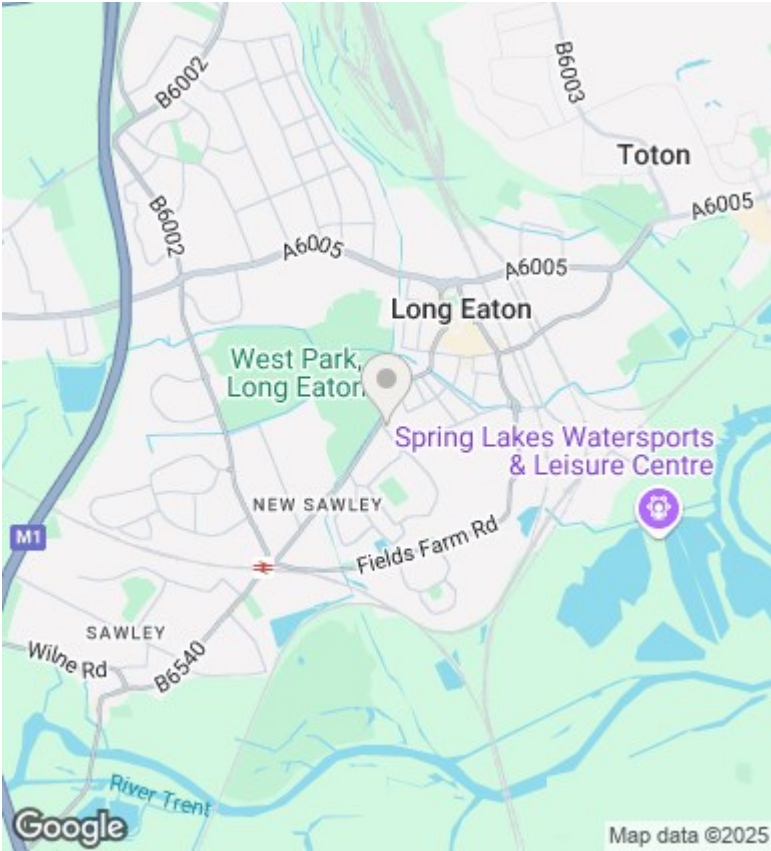 B6002
B6003
Toton
B6002
A6005
A6005
A6005
Long Eaton
West Park,
Long Eaton
Spring Lakes Watersports
& Leisure Centre
NEW SAWLEY
M1
Fields Farm Rd
SAWLEY
Wilne Rd
B6540
River Trent
Google
Map data ©2025